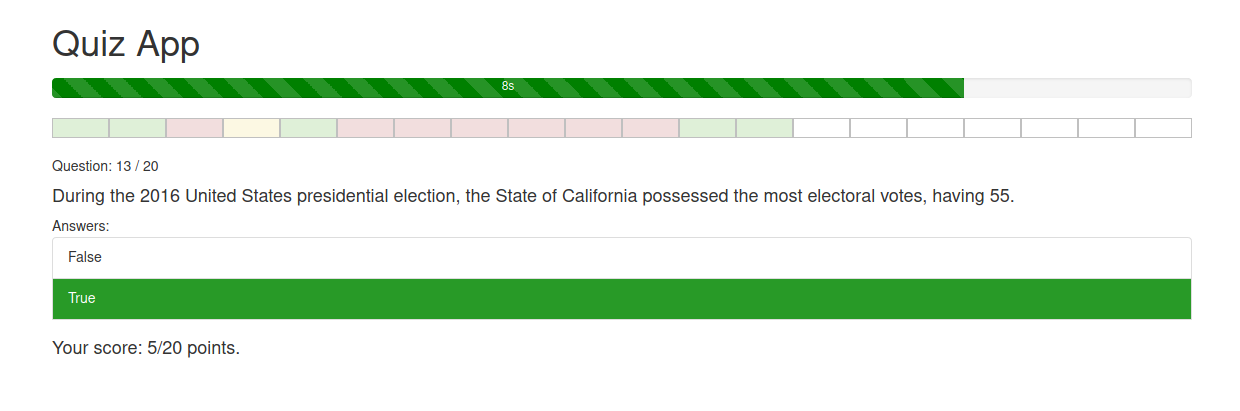 Quiz App
8s
Question: 13 / 20
During the 2016 United States presidential election, the State of California possessed the most electoral votes, having 55.
Answers:
False
True
Your score: 5/20 points.